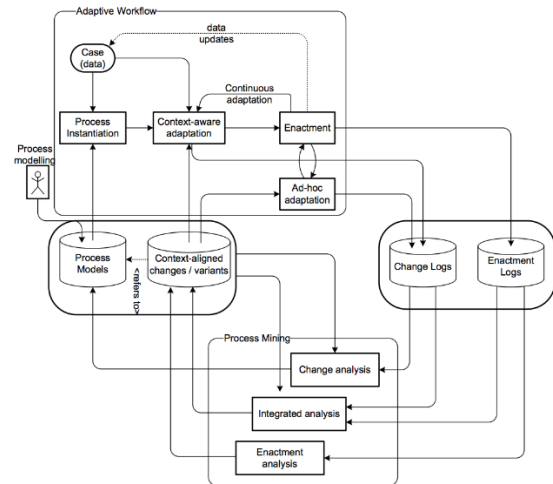 Adaptive Workflow
data
updates
Case
(data)
Continuous
adaptation
Process
Instantiation
Context-aware
adaptation
Enactment
Process
modelling
Ad-hoc
adaptation
Process
Models
Context-aligned
changes / variants
Change Logs
Enactment
Logs
<refers to>
Process Mining
Change analysis
Integrated analysis
Enactment
analysis